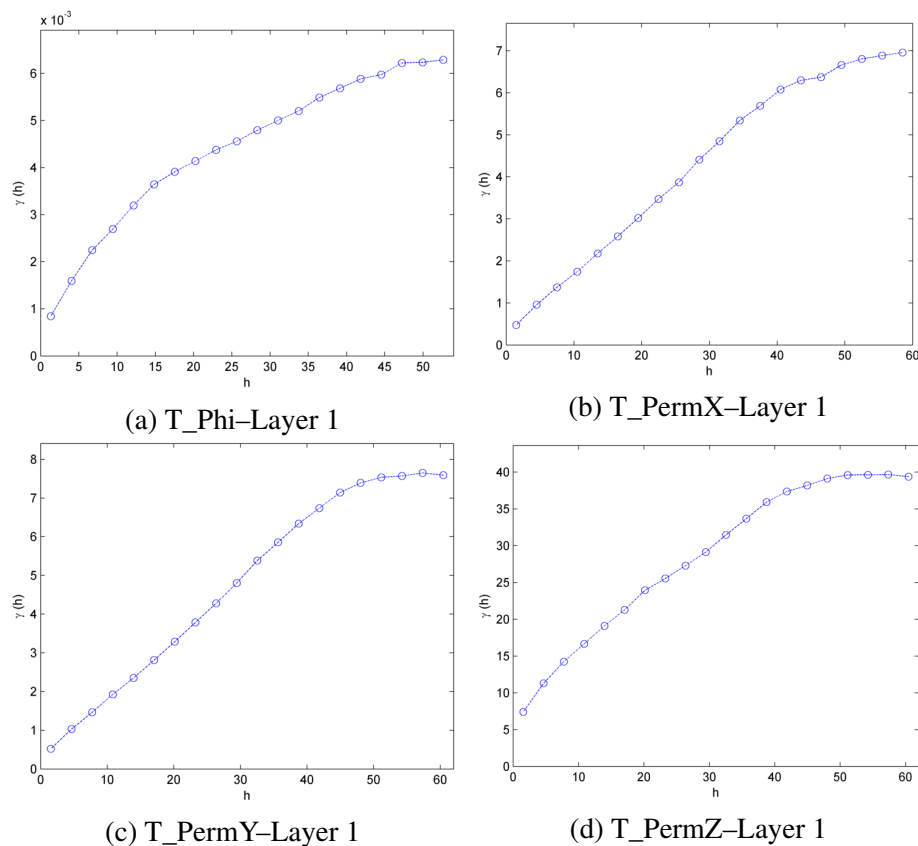 x 10⁻³
6
5
4
3
2
1
0
γ (h)
0 5 10 15 20 25 30 35 40 45 50
h
(a) T_Phi–Layer 1
7
6
5
4
3
2
1
0
γ (h)
0 10 20 30 40 50 60
h
(b) T_PermX–Layer 1
8
7
6
5
4
3
2
1
0
γ (h)
0 10 20 30 40 50 60
h
(c) T_PermY–Layer 1
40
35
30
25
20
15
10
5
0
γ (h)
0 10 20 30 40 50 60
h
(d) T_PermZ–Layer 1